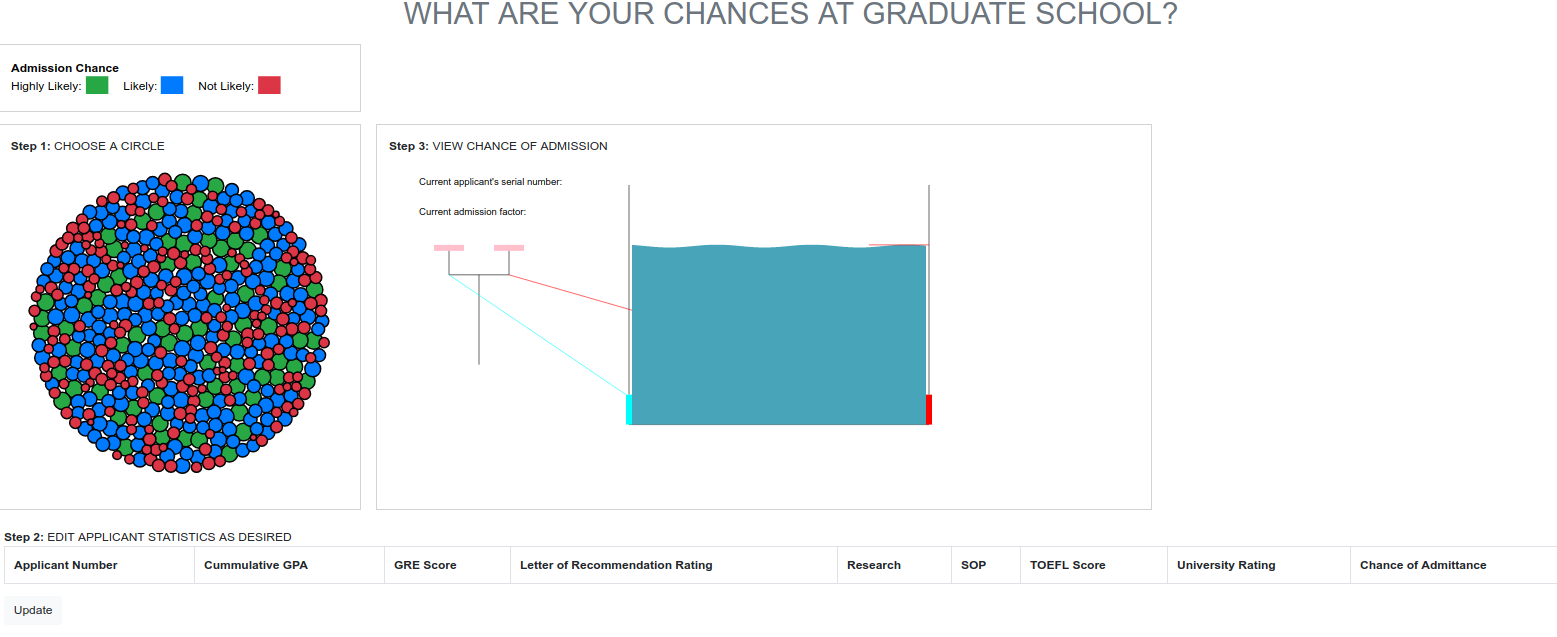 WHAT ARE YOUR CHANCES AT GRADUATE SCHOOL?
Admission Chance
Highly Likely: Likely: Not Likely:
Step 1: CHOOSE A CIRCLE
Step 3: VIEW CHANCE OF ADMISSION
Current applicant's serial number:
Current admission factor:
Step 2: EDIT APPLICANT STATISTICS AS DESIRED
Applicant Number Cummulative GPA GRE Score Letter of Recommendation Rating Research SOP TOEFL Score University Rating Chance of Admittance
Update